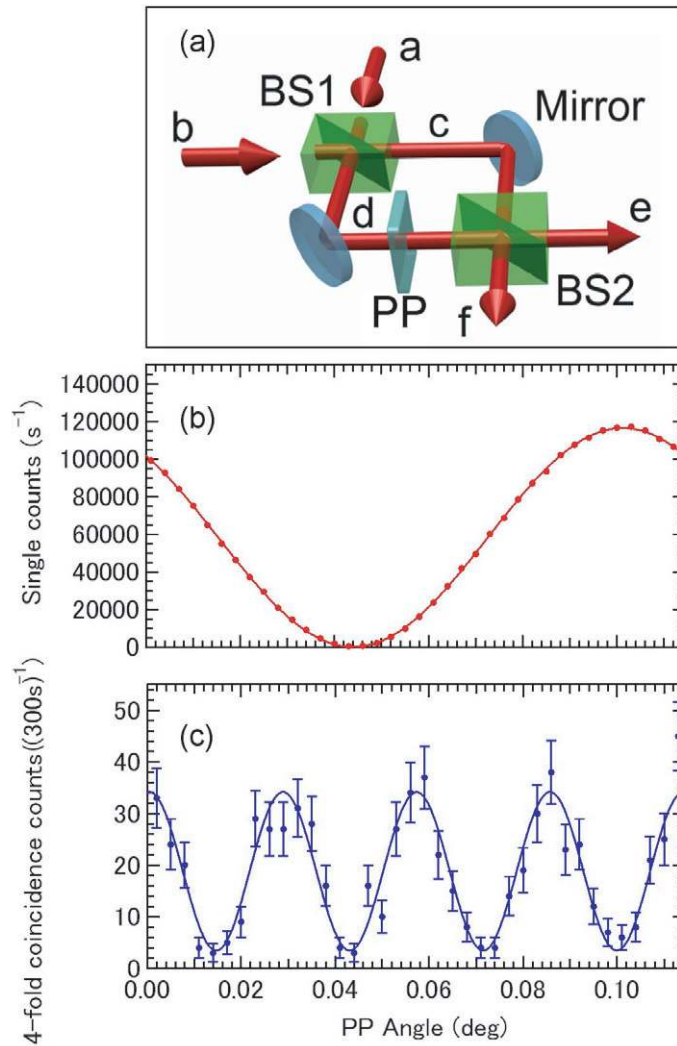 (a)
a
BS1
b
c
Mirror
d
e
PP
f
BS2
(b)
Single counts (s⁻¹)
140000
120000
100000
80000
60000
40000
20000
0
(c)
4-fold coincidence counts((300s)⁻¹)
50
40
30
20
10
0
0.00 0.02 0.04 0.06 0.08 0.10
PP Angle (deg)